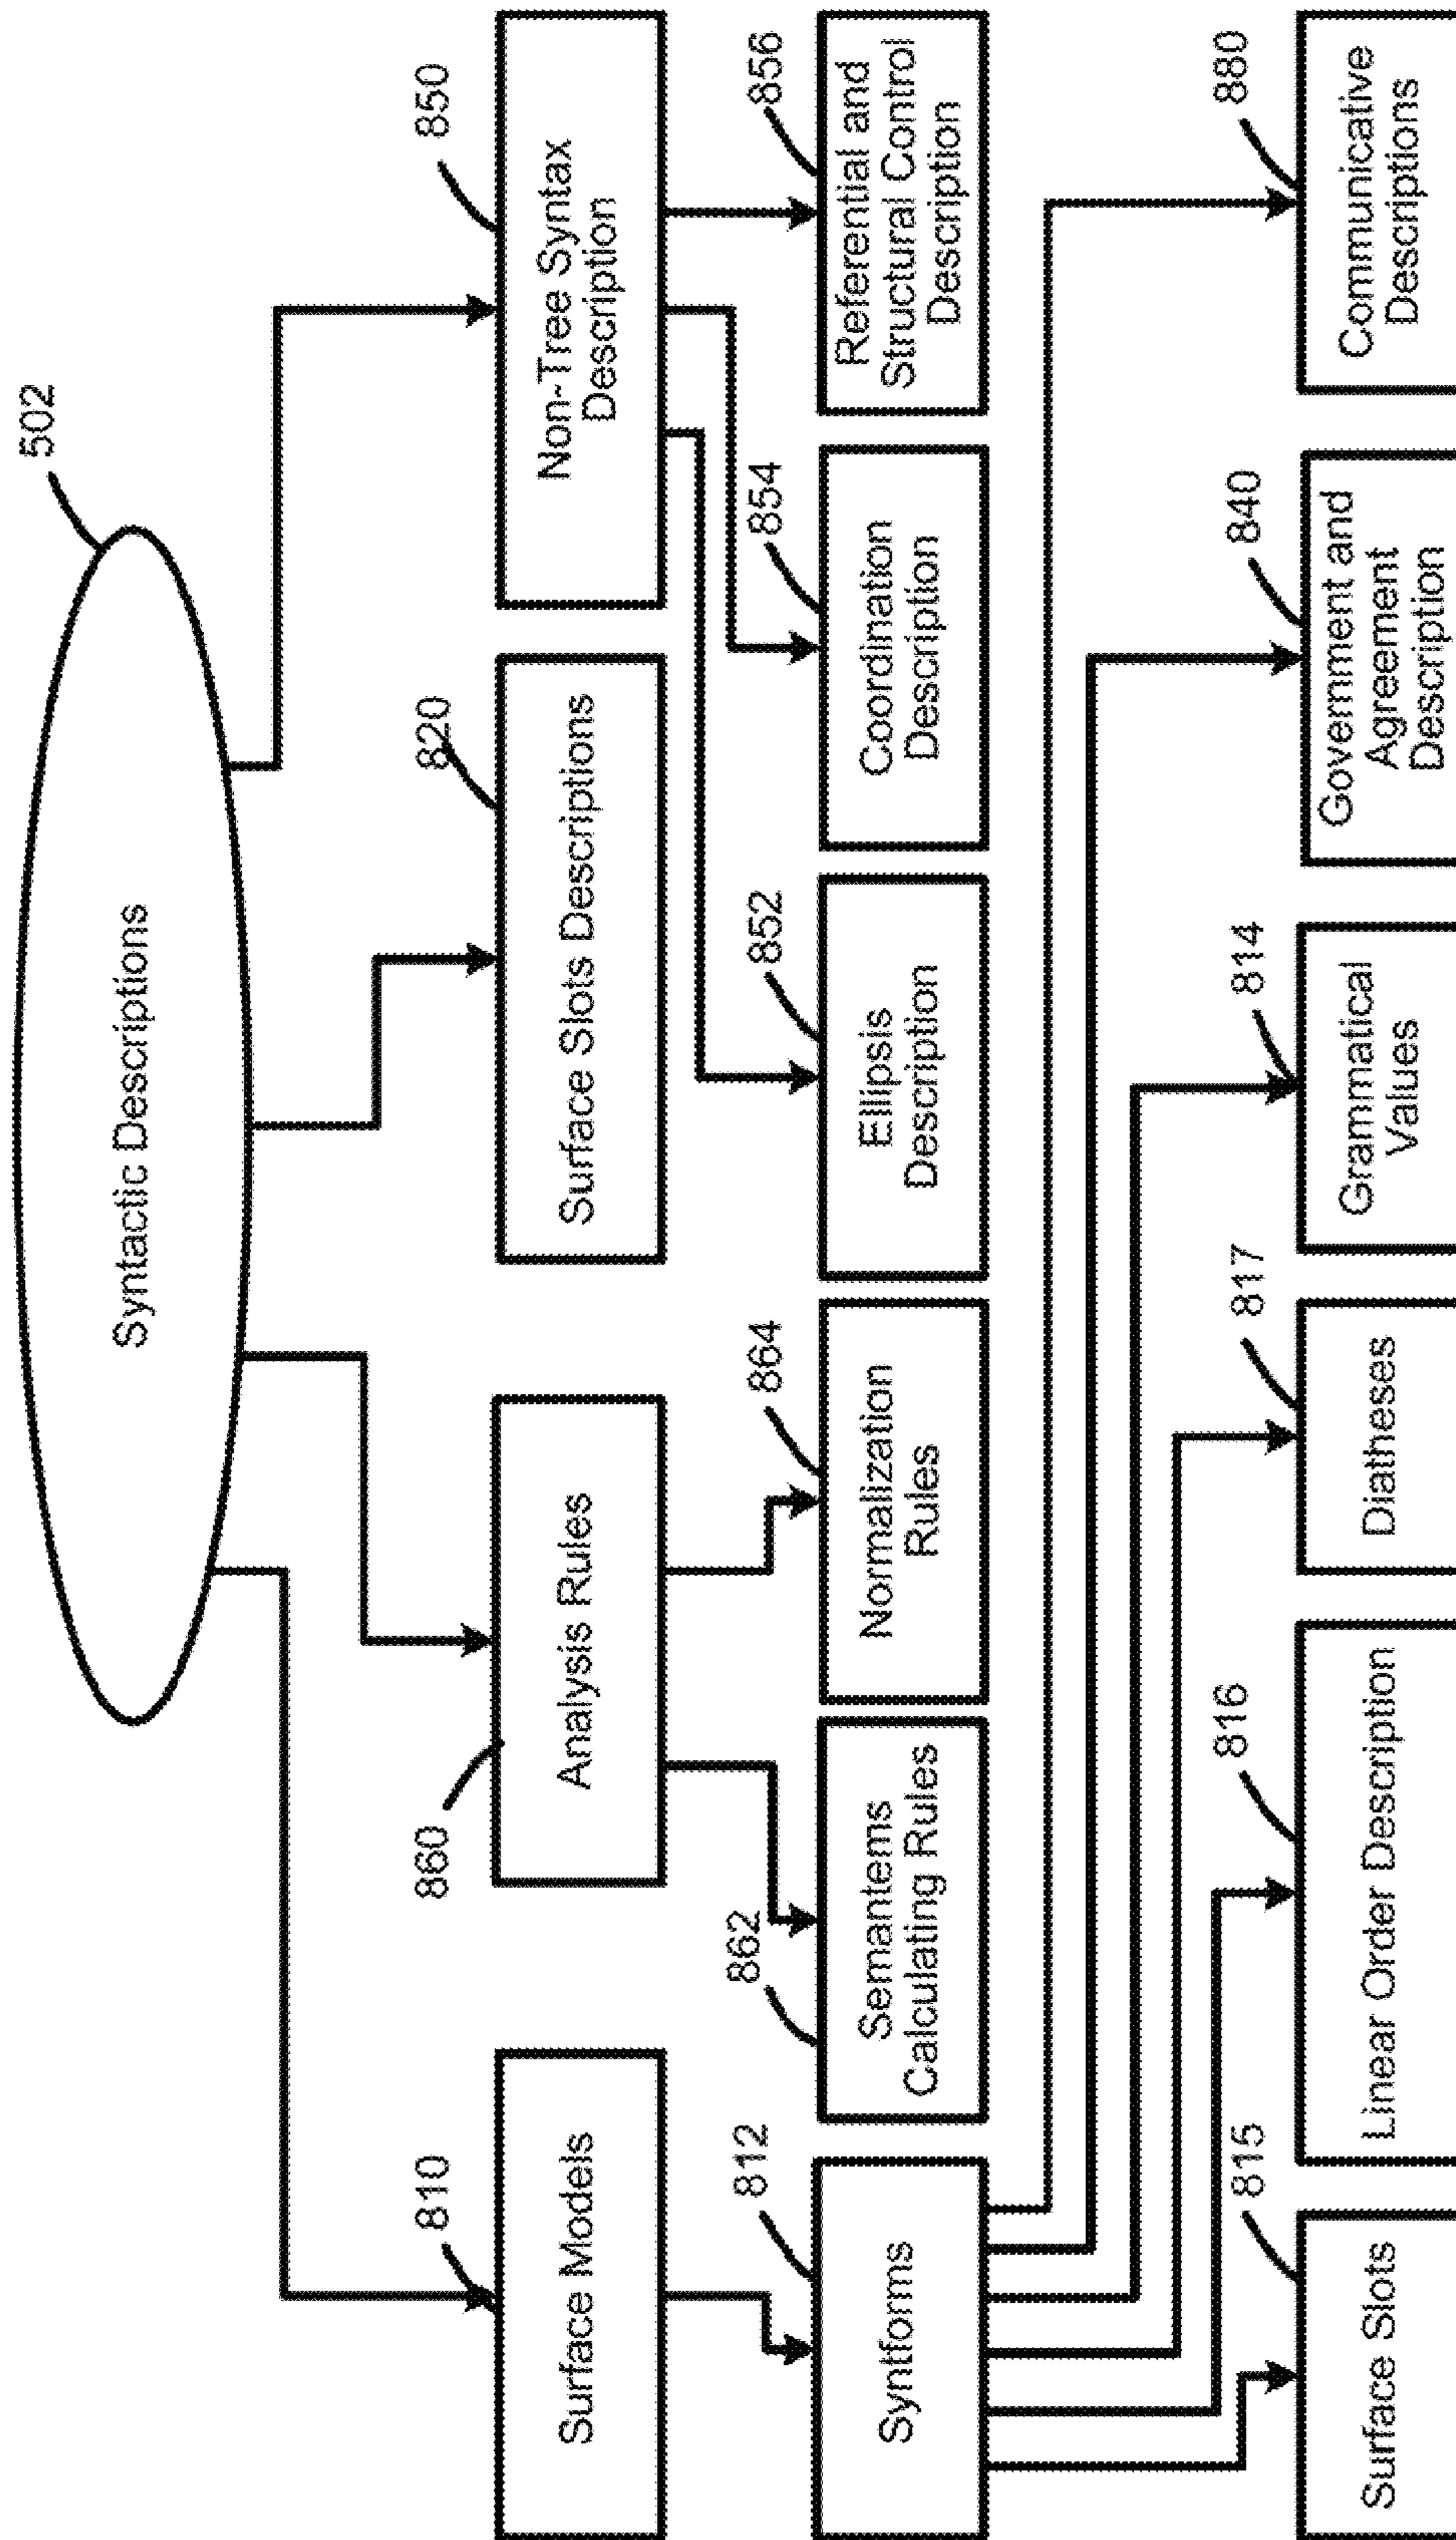 502
Syntactic Descriptions
810
Surface Models
860
Analysis Rules
820
Surface Slots Descriptions
850
Non-Tree Syntax
Description
812
Syntforms
862
Semantems
Calculating Rules
864
Normalization
Rules
852
Ellipsis
Description
854
Coordination
Description
856
Referential and
Structural Control
Description
815
Surface Slots
816
Linear Order Description
817
Diatheses
814
Grammatical
Values
840
Government and
Agreement
Description
880
Communicative
Descriptions